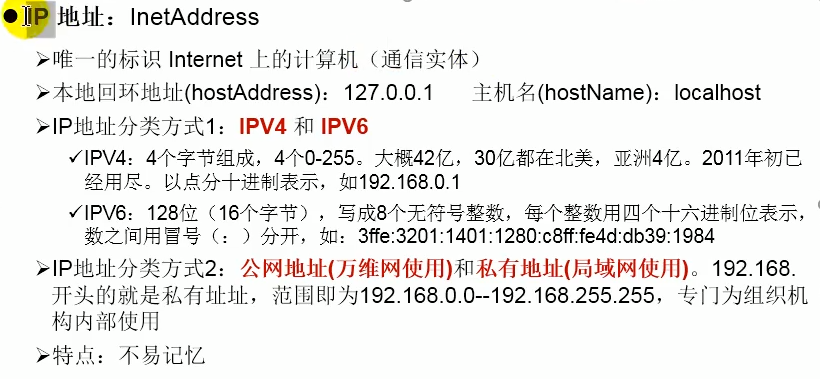 ●IP 地址：InetAddress
➢唯一的标识 Internet 上的计算机（通信实体）
➢本地回环地址(hostAddress)：127.0.0.1 主机名(hostName)：localhost
➢IP地址分类方式1：IPV4 和 IPV6
✓IPV4：4个字节组成，4个0-255。大概42亿，30亿都在北美，亚洲4亿。2011年初已
经用尽。以点分十进制表示，如192.168.0.1
✓IPV6：128位（16个字节），写成8个无符号整数，每个整数用四个十六进制位表示，
数之间用冒号（：）分开，如：3ffe:3201:1401:1280:c8ff:fe4d:db39:1984
➢IP地址分类方式2：公网地址(万维网使用)和私有地址(局域网使用)。192.168.
开头的就是私有址址，范围即为192.168.0.0--192.168.255.255，专门为组织机
构内部使用
➢特点：不易记忆